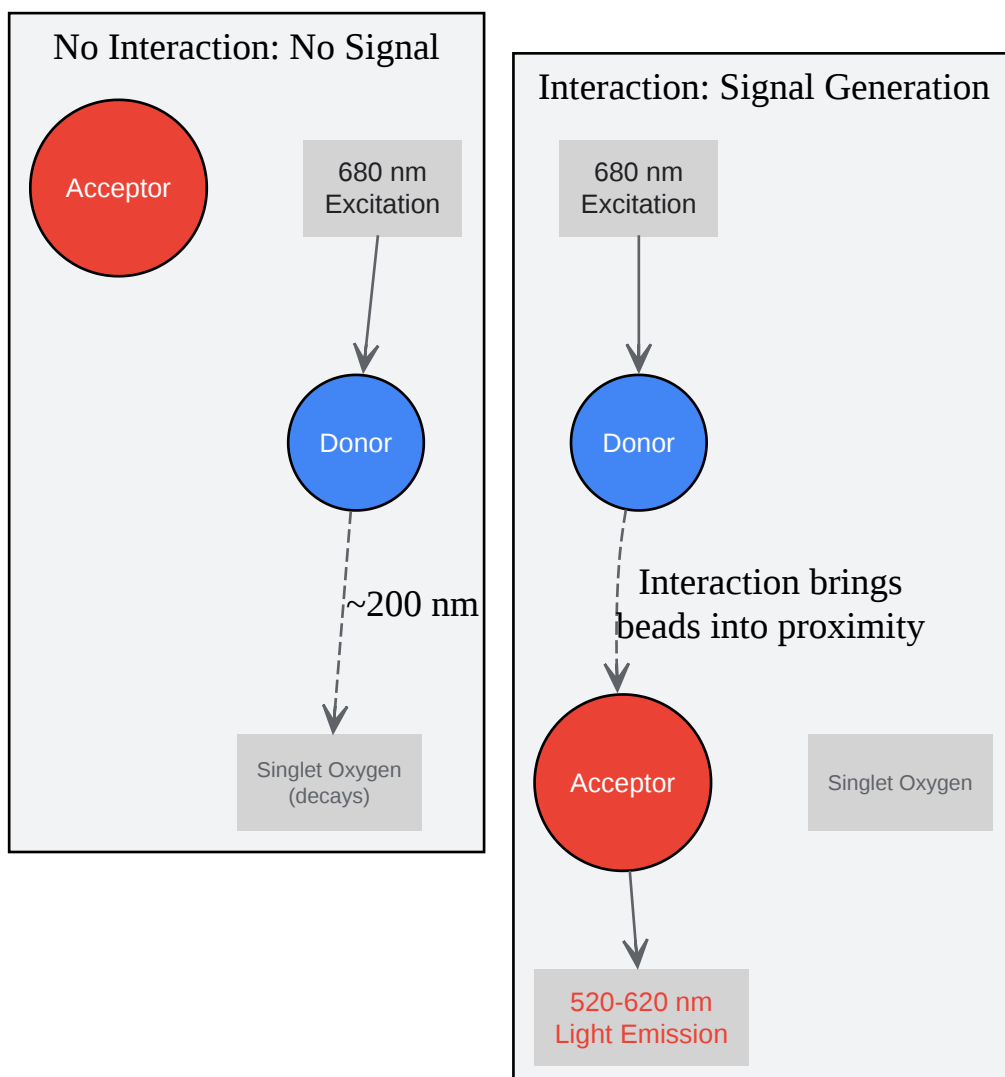 No Interaction: No Signal
Acceptor
680 nm
Excitation
Donor
~200 nm
Singlet Oxygen
(decays)
Interaction: Signal Generation
680 nm
Excitation
Donor
Interaction brings
beads into proximity
Acceptor
Singlet Oxygen
520-620 nm
Light Emission